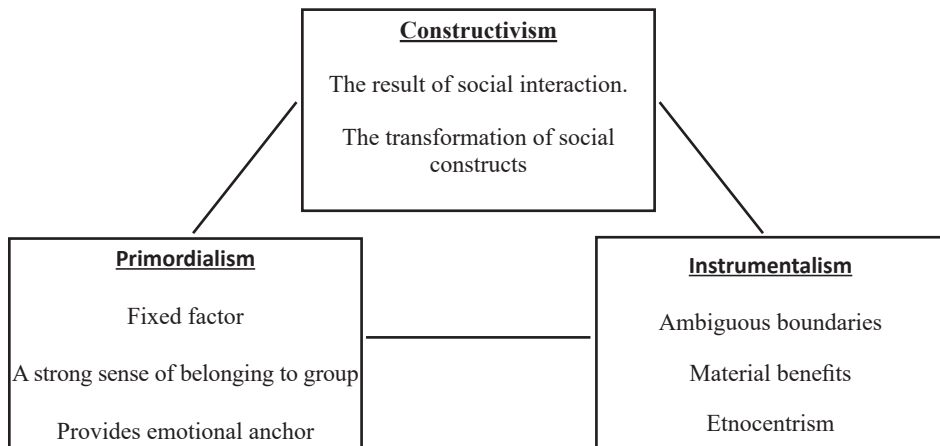 Constructivism
The result of social interaction.
The transformation of social
constructs
Primordialism
Fixed factor
A strong sense of belonging to group
Provides emotional anchor
Instrumentalism
Ambiguous boundaries
Material benefits
Etnocentrism